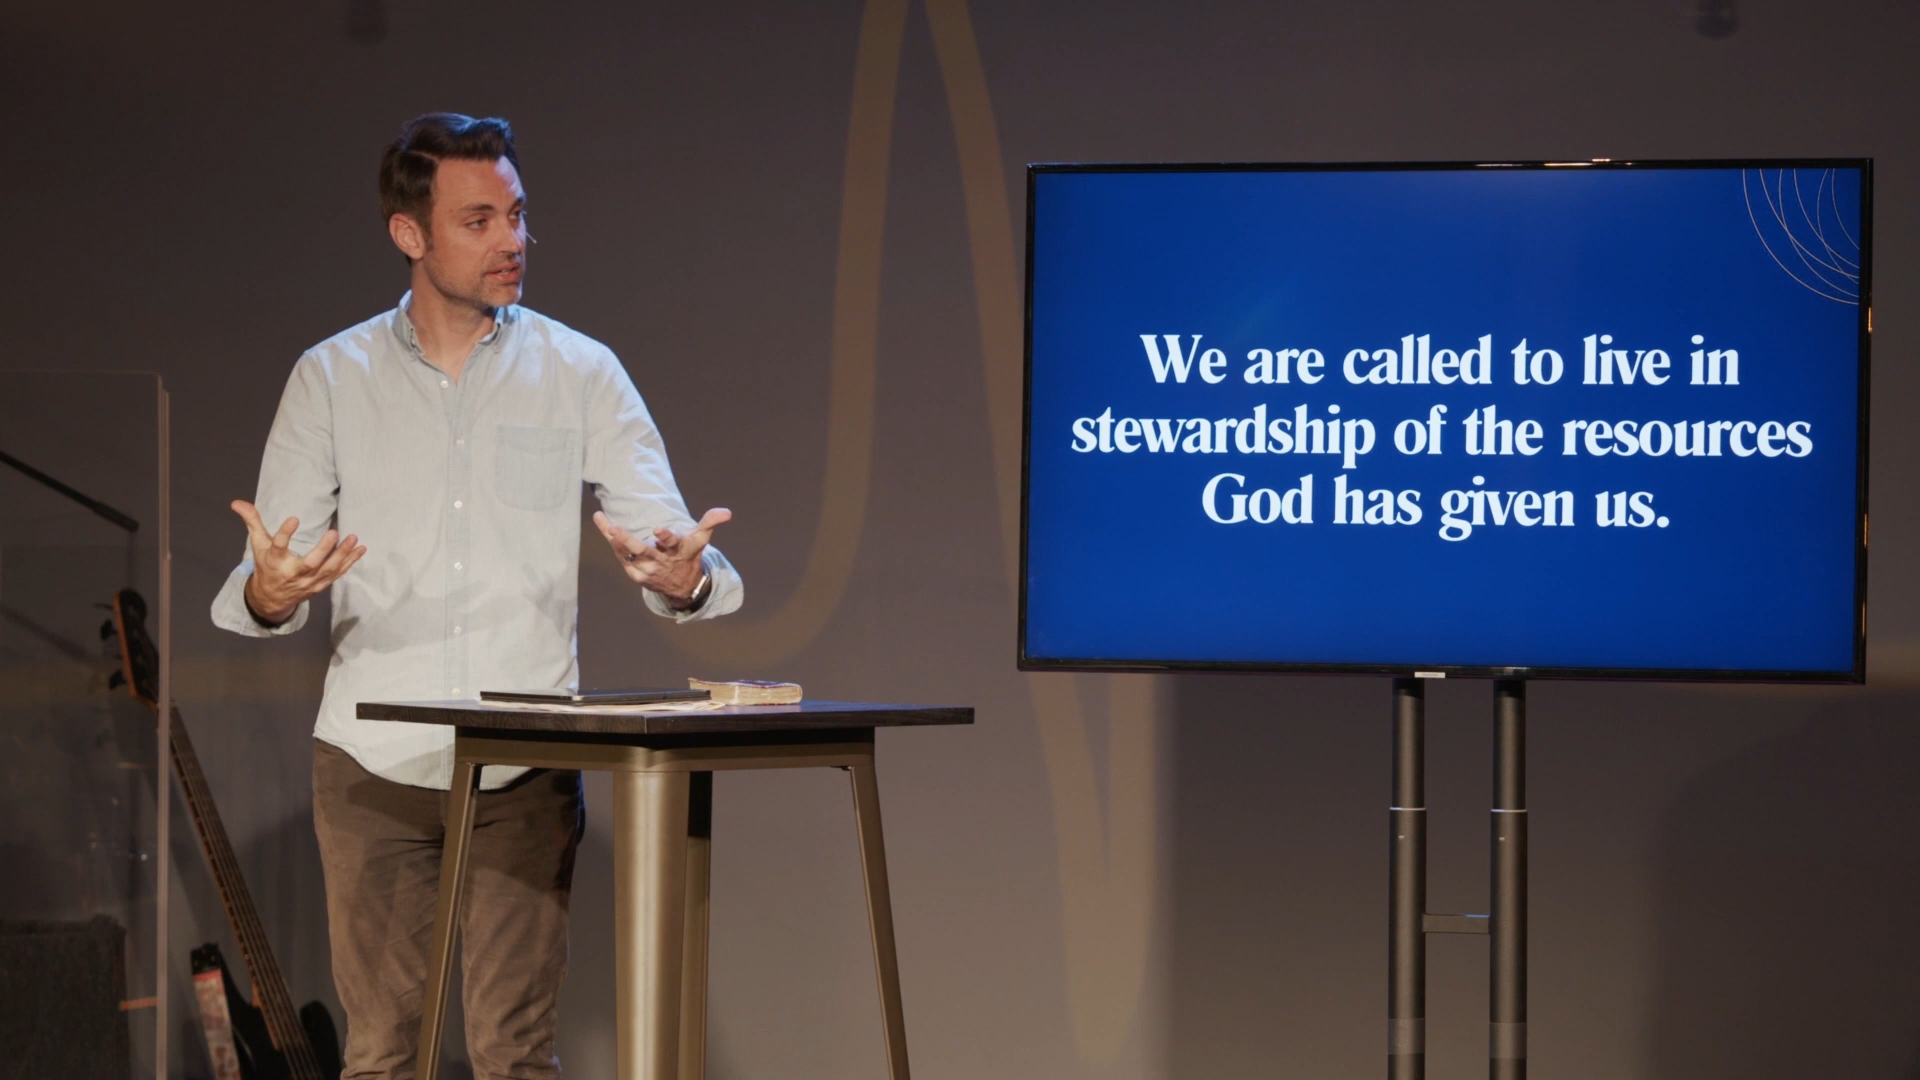 We are called to live in
stewardship of the resources
God has given us.